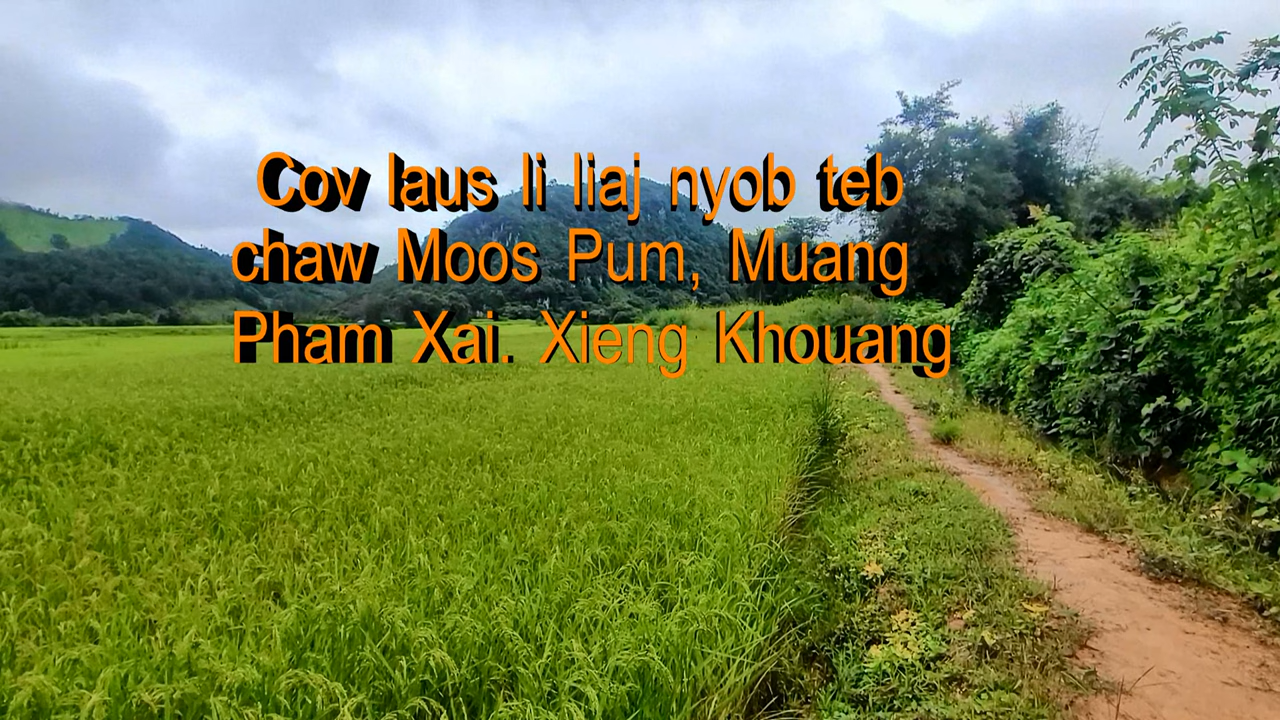 Cov laus li liaj nyob teb
chaw Moos Pum, Muang
Pham Xai. Xieng Khouang